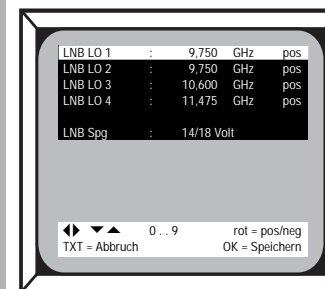 LNB LO 1 : 9,750 GHz pos
LNB LO 2 : 9,750 GHz pos
LNB LO 3 : 10,600 GHz pos
LNB LO 4 : 11,475 GHz pos
LNB Spg : 14/18 Volt
0 . . 9 rot = pos/neg
TXT = Abbruch OK = Speichern